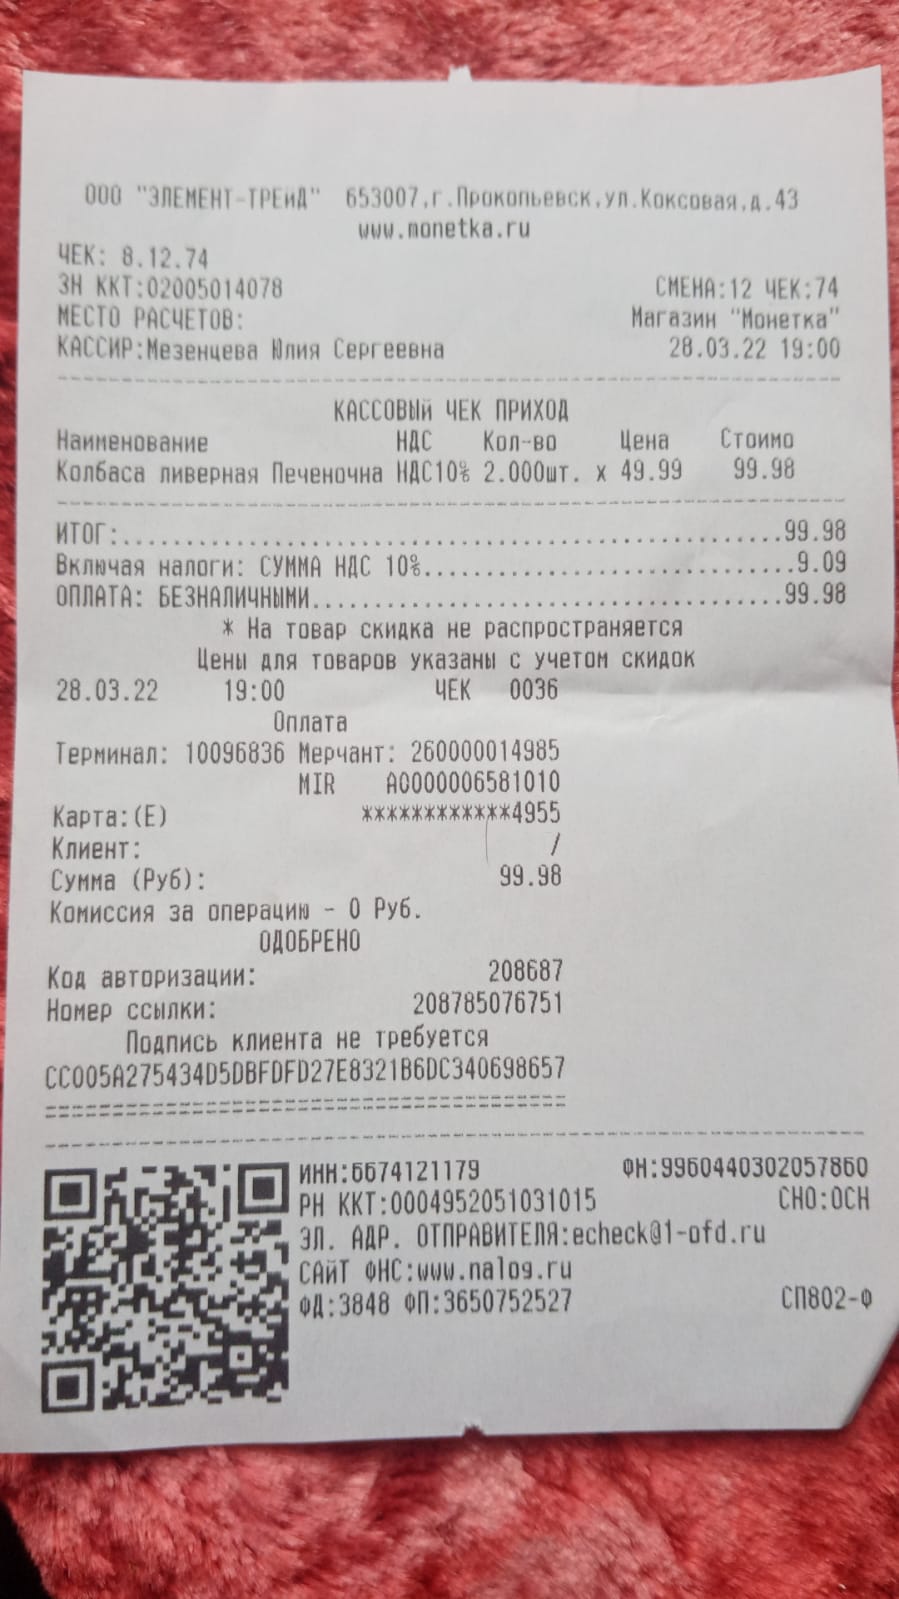 ООО "ЭЛЕМЕНТ-ТРЕЙД" 653007,г.Прокопьевск,ул.Коксовая,д.43
www.monetka.ru
ЧЕК: 8.12.74
ЗН ККТ:02005014078 СМЕНА:12 ЧЕК:74
МЕСТО РАСЧЕТОВ: Магазин "Монетка"
КАССИР:Мезенцева Юлия Сергеевна 28.03.22 19:00
КАССОВЫЙ ЧЕК ПРИХОД
Наименование НДС Кол-во Цена Стоимо
Колбаса ливерная Печеночна НДС10% 2.000шт. x 49.99 99.98
ИТОГ:..................................................99.98
Включая налоги: СУММА НДС 10%.............................9.09
ОПЛАТА: БЕЗНАЛИЧНЫМИ.....................................99.98
* На товар скидка не распространяется
Цены для товаров указаны с учетом скидок
28.03.22 19:00 ЧЕК 0036
Оплата
Терминал: 10096836 Мерчант: 260000014985
MIR A0000006581010
Карта:(E) ************4955
Клиент: /
Сумма (Руб): 99.98
Комиссия за операцию - 0 Руб.
ОДОБРЕНО
Код авторизации: 208687
Номер ссылки: 208785076751
Подпись клиента не требуется
CC005A275434D5DBFDFD27E8321B6DC340698657
======================================
ИНН:6674121179 ФН:9960440302057860
РН ККТ:0004952051031015 СНО:ОСН
ЭЛ. АДР. ОТПРАВИТЕЛЯ:echeck@1-ofd.ru
САЙТ ФНС:www.nalog.ru
ФД:3848 ФП:3650752527 СП802-Ф